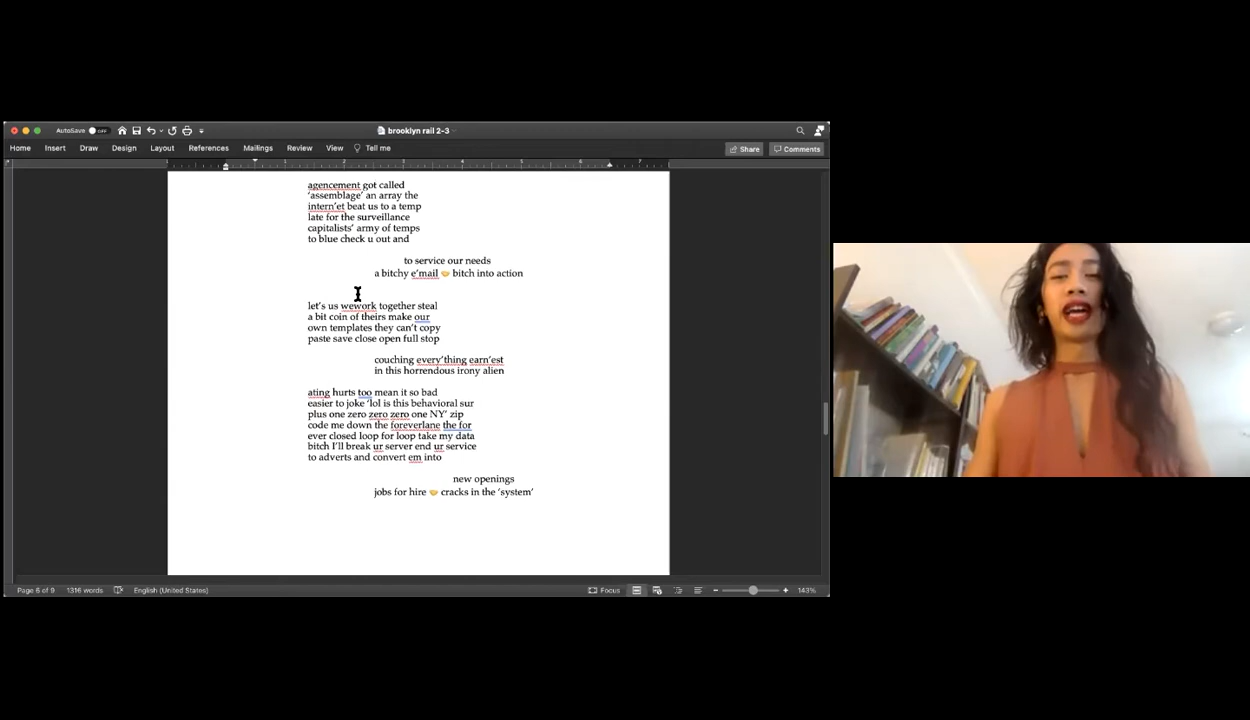 AutoSave OFF
brooklyn rail 2-3
Home Insert Draw Design Layout References Mailings Review View Tell me
Share Comments
agencement got called
‘assemblage’ an array the
intern’et beat us to a temp
late for the surveillance
capitalists’ army of temps
to blue check u out and
to service our needs
a bitchy e’mail 🤝 bitch into action
let’s us wework together steal
a bit coin of theirs make our
own templates they can’t copy
paste save close open full stop
couching every’thing earn’est
in this horrendous irony alien
ating hurts too mean it so bad
easier to joke ‘lol is this behavioral sur
plus one zero zero zero one NY’ zip
code me down the foreverlane the for
ever closed loop for loop take my data
bitch I’ll break ur server end ur service
to adverts and convert em into
new openings
jobs for hire 🤝 cracks in the ‘system’
Page 6 of 9 1316 words English (United States) Focus 143%